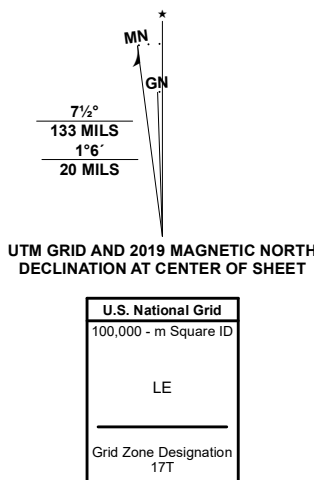 ★
MN
GN
7½°
133 MILS
1°6´
20 MILS
UTM GRID AND 2019 MAGNETIC NORTH
DECLINATION AT CENTER OF SHEET
U.S. National Grid
100,000 - m Square ID
LE
Grid Zone Designation
17T